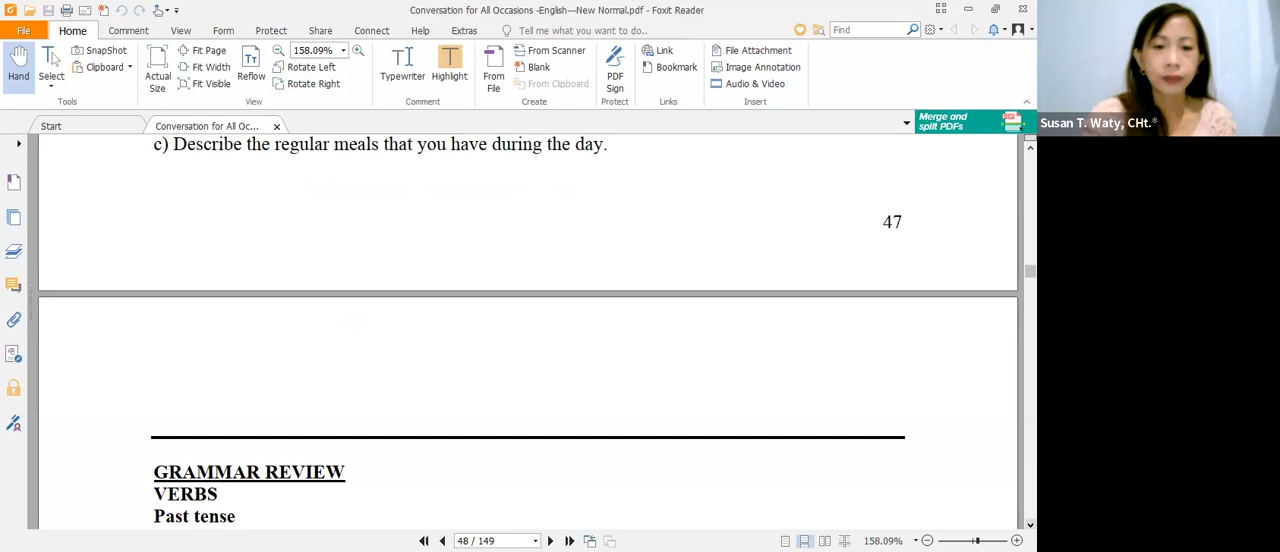 Conversation for All Occasions -English---New Normal.pdf - Foxit Reader
File Home Comment View Form Protect Share Connect Help Extras Tell me what you want to do.. Find
Hand
Select
SnapShot
Clipboard
Actual Size
Fit Page
Fit Width
Fit Visible
Reflow
158.09%
Rotate Left
Rotate Right
Typewriter
Highlight
From File
From Scanner
Blank
From Clipboard
PDF Sign
Link
Bookmark
File Attachment
Image Annotation
Audio & Video
Tools View Comment Create Protect Links Insert
Start
Conversation for All Oc...
Merge and split PDFs
Susan T. Waty, CHt.®
c) Describe the regular meals that you have during the day.
47
GRAMMAR REVIEW
VERBS
Past tense
48 / 149
158.09%